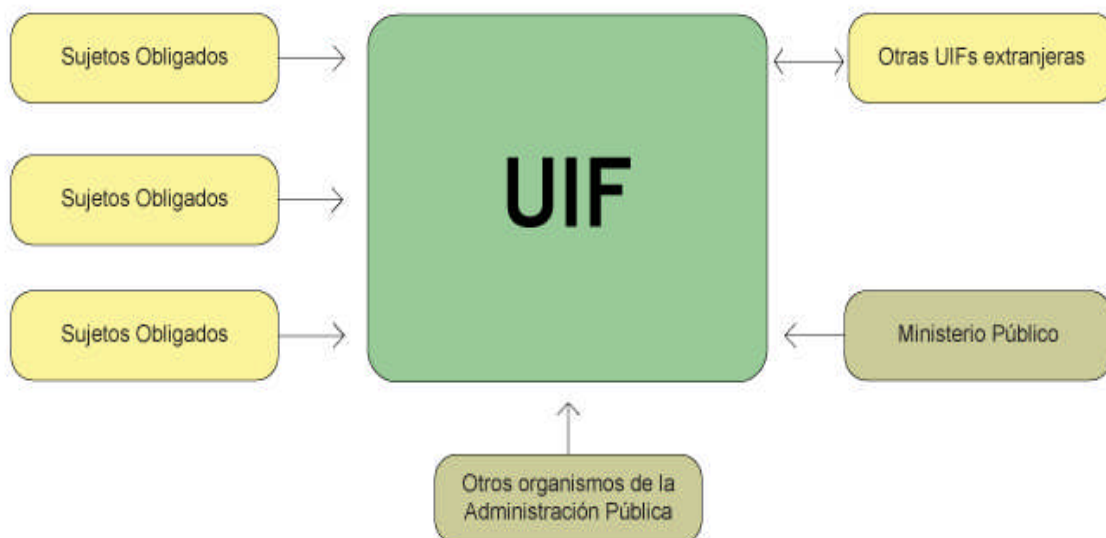 Sujetos Obligados
Otras UIFs extranjeras
UIF
Sujetos Obligados
Sujetos Obligados
Ministerio Público
Otros organismos de la
Administración Pública